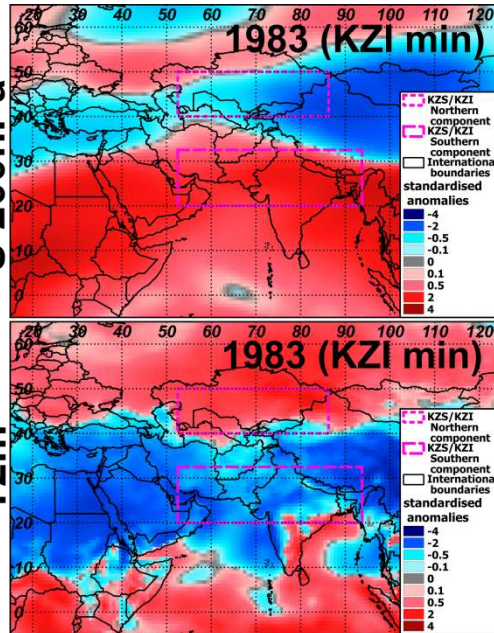 20 30 40 50 60 70 80 90 100 110 120
1983 (KZI min)
60
50
40
30
20
10
0
KZS/KZI
Northern
component
KZS/KZI
Southern
component
International
boundaries
standardised
anomalies
-4
-2
-0.5
-0.1
0
0.1
0.5
2
4
20 30 40 50 60 70 80 90 100 110 120
1983 (KZI min)
60
50
40
30
20
10
0
KZS/KZI
Northern
component
KZS/KZI
Southern
component
International
boundaries
standardised
anomalies
-4
-2
-0.5
-0.1
0
0.1
0.5
2
4